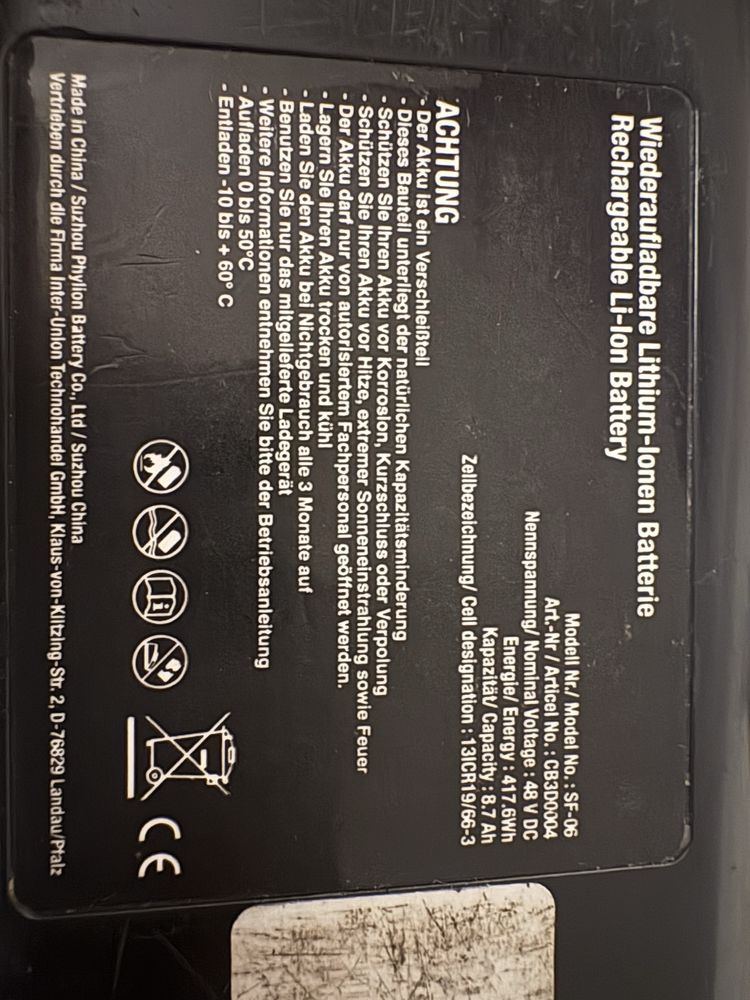 Wiederaufladbare Lithium-Ionen Batterie
Rechargeable Li-Ion Battery
Modell Nr./ Model No.: SF-06
Art.-Nr / Articel No.: CB3D0004
Nennspannung/ Nominal Voltage: 48 V DC
Energie/ Energy: 417.6Wh
Kapazität/ Capacity: 8.7 Ah
Zellbezeichnung/ Cell designation: 13ICR19/66-3
ACHTUNG
- Der Akku ist ein Verschleißteil
- Dieses Bauteil unterliegt der natürlichen Kapazitätsminderung
- Schützen Sie Ihren Akku vor Korrosion, Kurzschluss oder Verpolung
- Schützen Sie Ihren Akku vor Hitze, extremer Sonneneinstrahlung sowie Feuer
- Der Akku darf nur von autorisiertem Fachpersonal geöffnet werden.
- Lagern Sie Ihren Akku trocken und kühl
- Laden Sie den Akku bei Nichtgebrauch alle 3 Monate auf
- Benutzen Sie nur das mitgelieferte Ladegerät
- Weitere Informationen entnehmen Sie bitte der Betriebsanleitung
- Aufladen 0 bis 50°C
- Entladen -10 bis + 60° C
CE
Made in China / Suzhou Phylion Battery Co., Ltd / Suzhou China
Vertrieben durch die Firma Inter-Union Technohandel GmbH, Klaus-von-Klitzing-Str. 2, D-76829 Landau/Pfalz